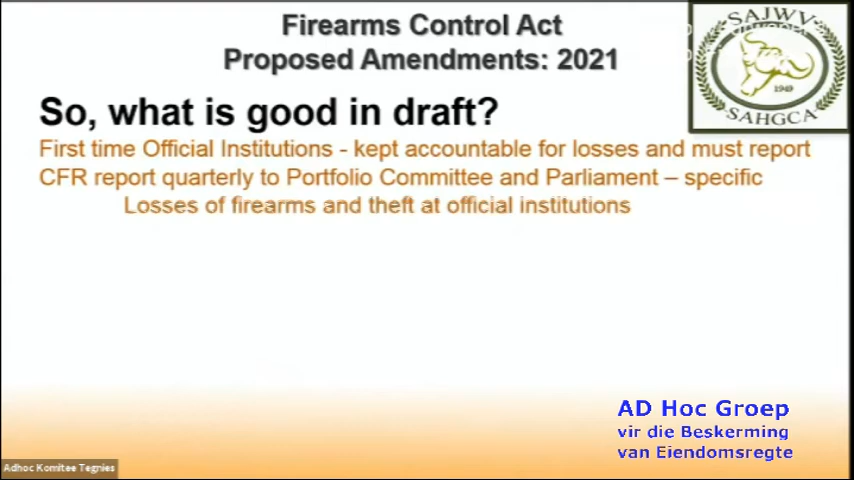 Firearms Control Act
Proposed Amendments: 2021
SAJWV
1949
SAHGCA
So, what is good in draft?
First time Official Institutions - kept accountable for losses and must report
CFR report quarterly to Portfolio Committee and Parliament – specific
Losses of firearms and theft at official institutions
AD Hoc Groep
vir die Beskerming
van Eiendomsregte
Adhoc Komitee Tegnies